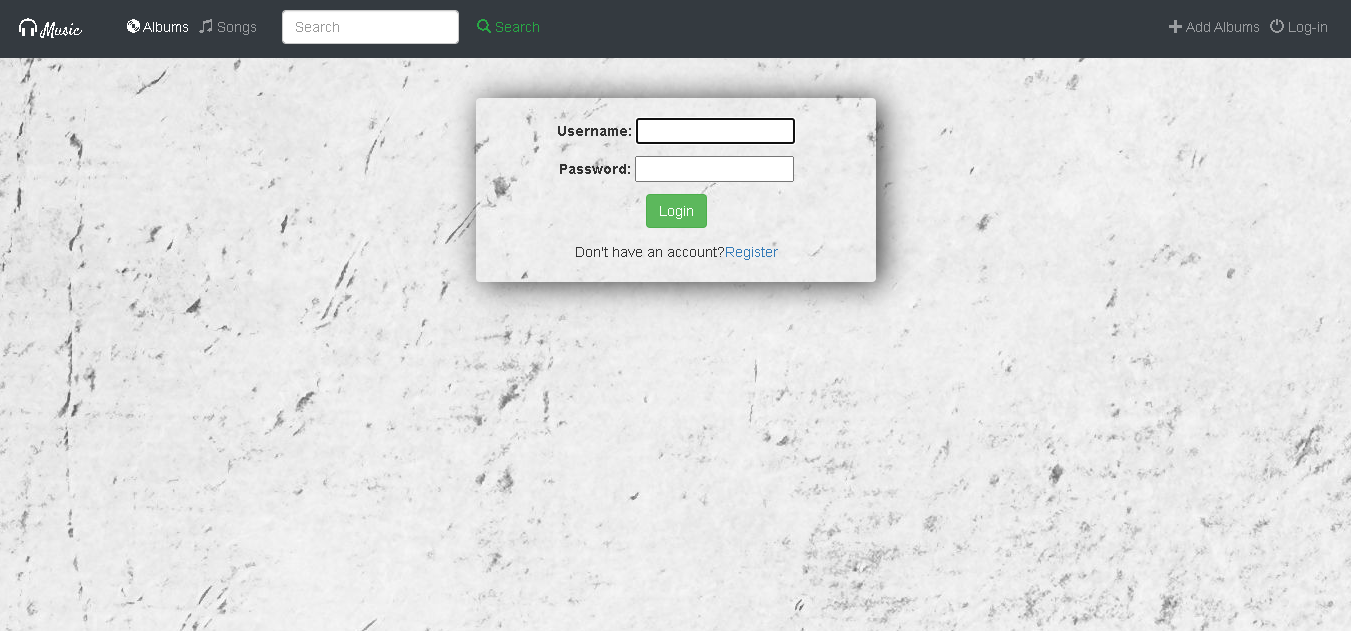 Music Albums Songs Search Search Add Albums Log-in
Username:
Password:
Login
Don't have an account?Register